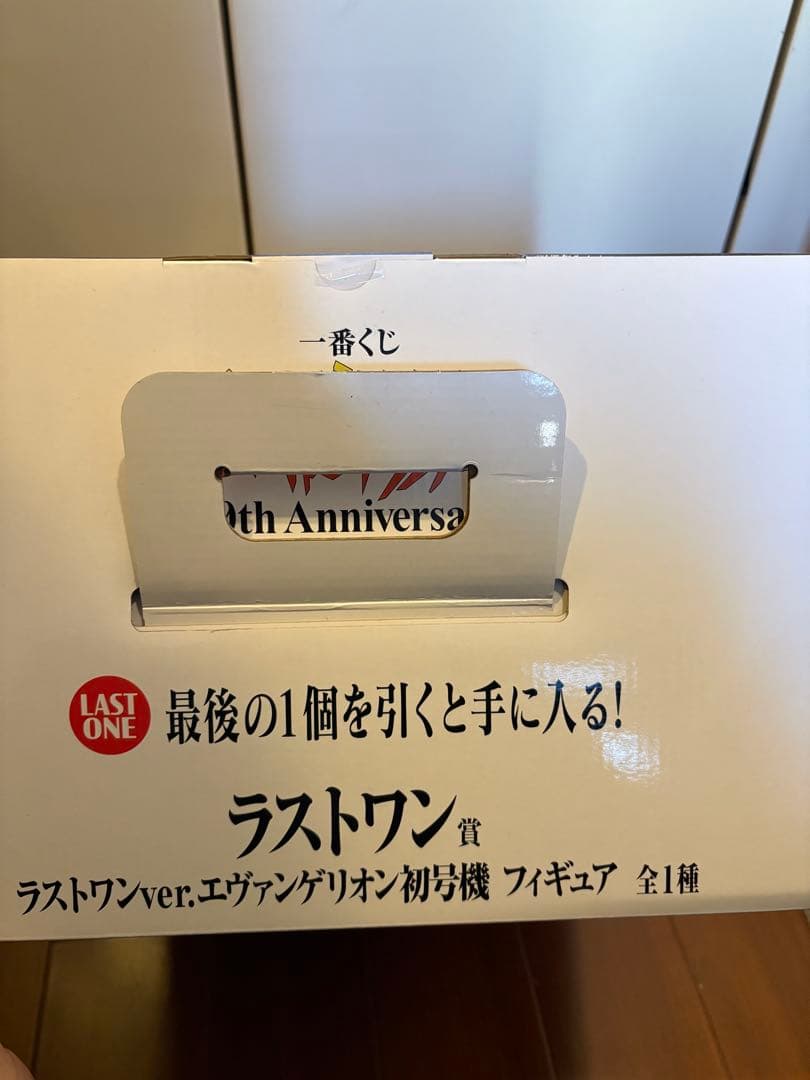 一番くじ
th Anniversa
LAST ONE
最後の1個を引くと手に入る!
ラストワン賞
ラストワンver.エヴァンゲリオン初号機 フィギュア 全1種